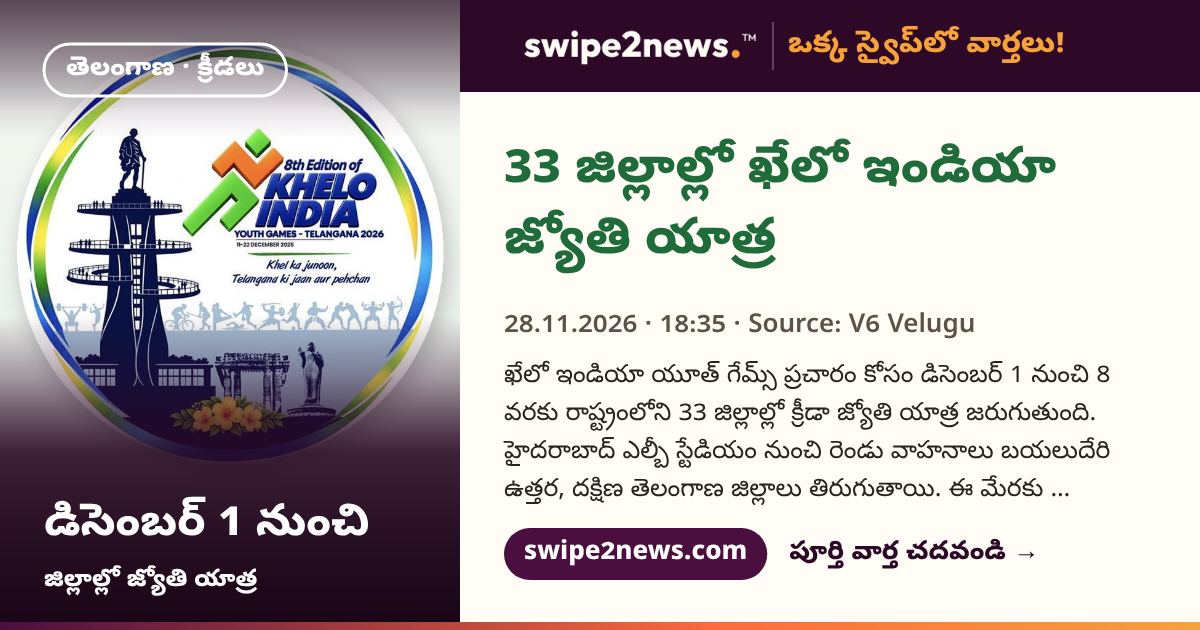 తెలంగాణ · క్రీడలు
8th Edition of
KHELO
INDIA
YOUTH GAMES - TELANGANA 2026
11-22 DECEMBER 2026
Khel ka junoon,
Telangana ki jaan aur pehchan
డిసెంబర్ 1 నుంచి
జిల్లాల్లో జ్యోతి యాత్ర
swipe2news.™ ఒక్క స్వైప్‌లో వార్తలు!
33 జిల్లాల్లో ఖేలో ఇండియా
జ్యోతి యాత్ర
28.11.2026 · 18:35 · Source: V6 Velugu
ఖేలో ఇండియా యూత్ గేమ్స్ ప్రచారం కోసం డిసెంబర్ 1 నుంచి 8
వరకు రాష్ట్రంలోని 33 జిల్లాల్లో క్రీడా జ్యోతి యాత్ర జరుగుతుంది.
హైదరాబాద్ ఎల్బీ స్టేడియం నుంచి రెండు వాహనాలు బయలుదేరి
ఉత్తర, దక్షిణ తెలంగాణ జిల్లాలు తిరుగుతాయి. ఈ మేరకు ...
swipe2news.com పూర్తి వార్త చదవండి →